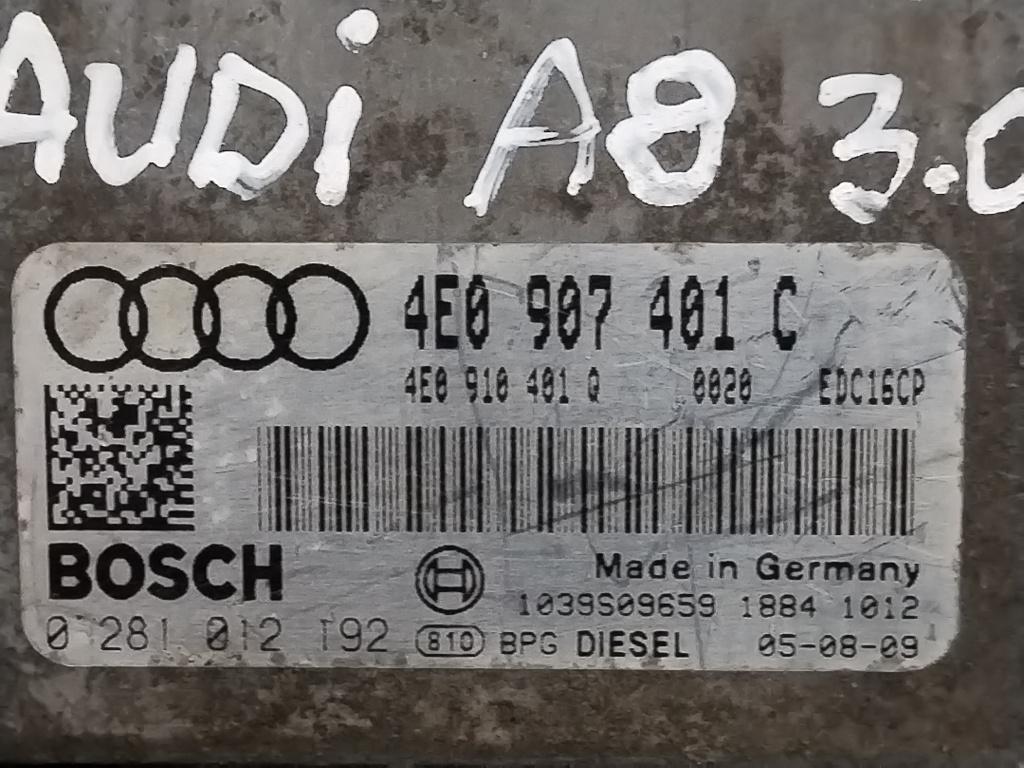 AUDi A8 3.0
4E0 907 401 C
4E0 910 401 Q 0020 EDC16CP
BOSCH
Made in Germany
1039S09659 1884 1012
0 281 012 192 810 BPG DIESEL 05-08-09